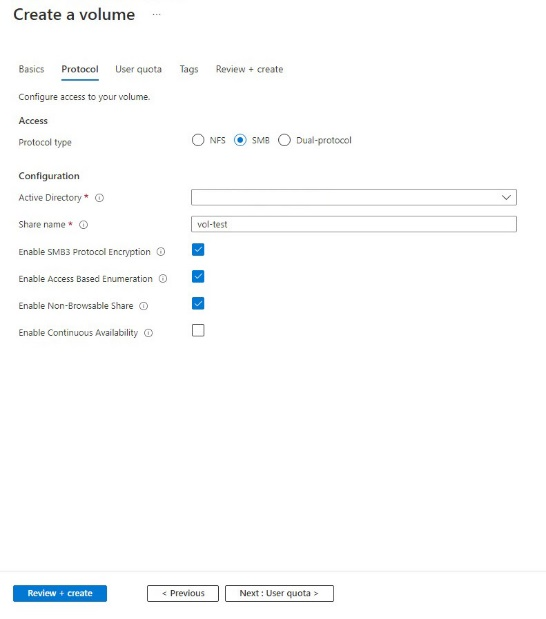 Create a volume ...
Basics Protocol User quota Tags Review + create
Configure access to your volume.
Access
Protocol type NFS SMB Dual-protocol
Configuration
Active Directory *
Share name * vol-test
Enable SMB3 Protocol Encryption
Enable Access Based Enumeration
Enable Non-Browsable Share
Enable Continuous Availability
Review + create < Previous Next : User quota >